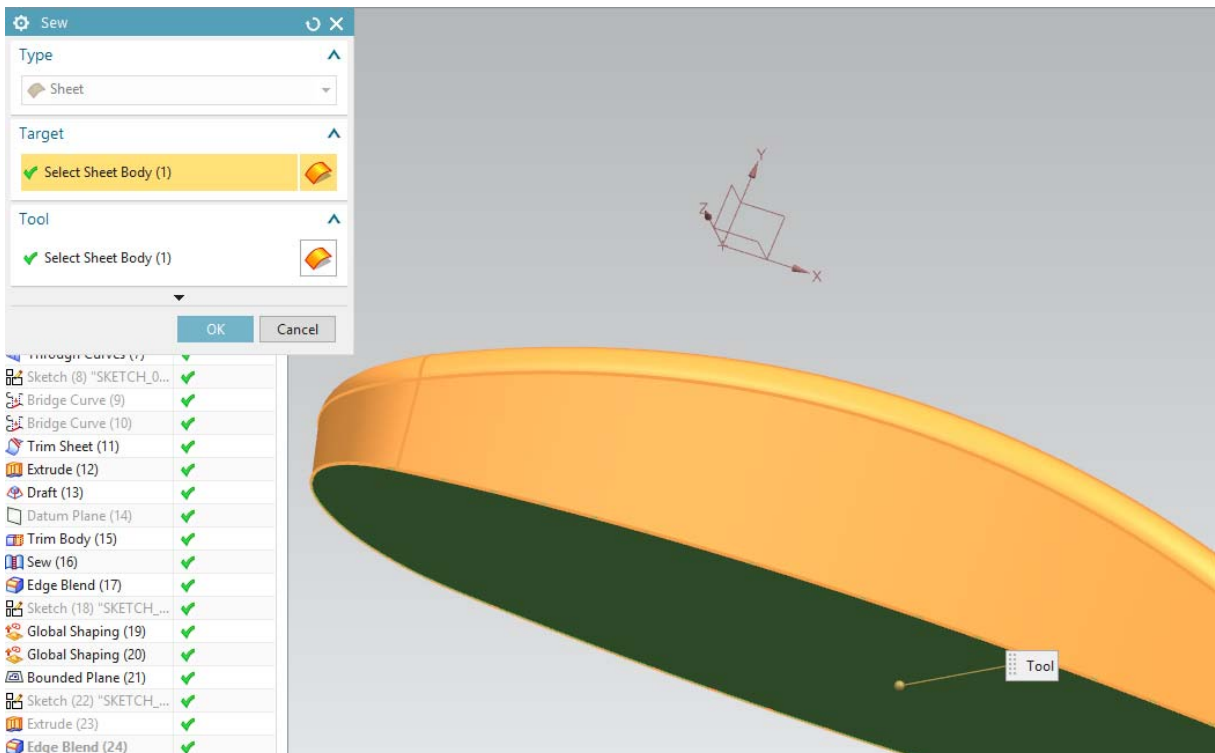 Sew
Type
Sheet
Target
Select Sheet Body (1)
Tool
Select Sheet Body (1)
OK
Cancel
Through Curves (7)
Sketch (8) "SKETCH_0...
Bridge Curve (9)
Bridge Curve (10)
Trim Sheet (11)
Extrude (12)
Draft (13)
Datum Plane (14)
Trim Body (15)
Sew (16)
Edge Blend (17)
Sketch (18) "SKETCH_...
Global Shaping (19)
Global Shaping (20)
Bounded Plane (21)
Sketch (22) "SKETCH_...
Extrude (23)
Edge Blend (24)
Y
Z
X
Tool